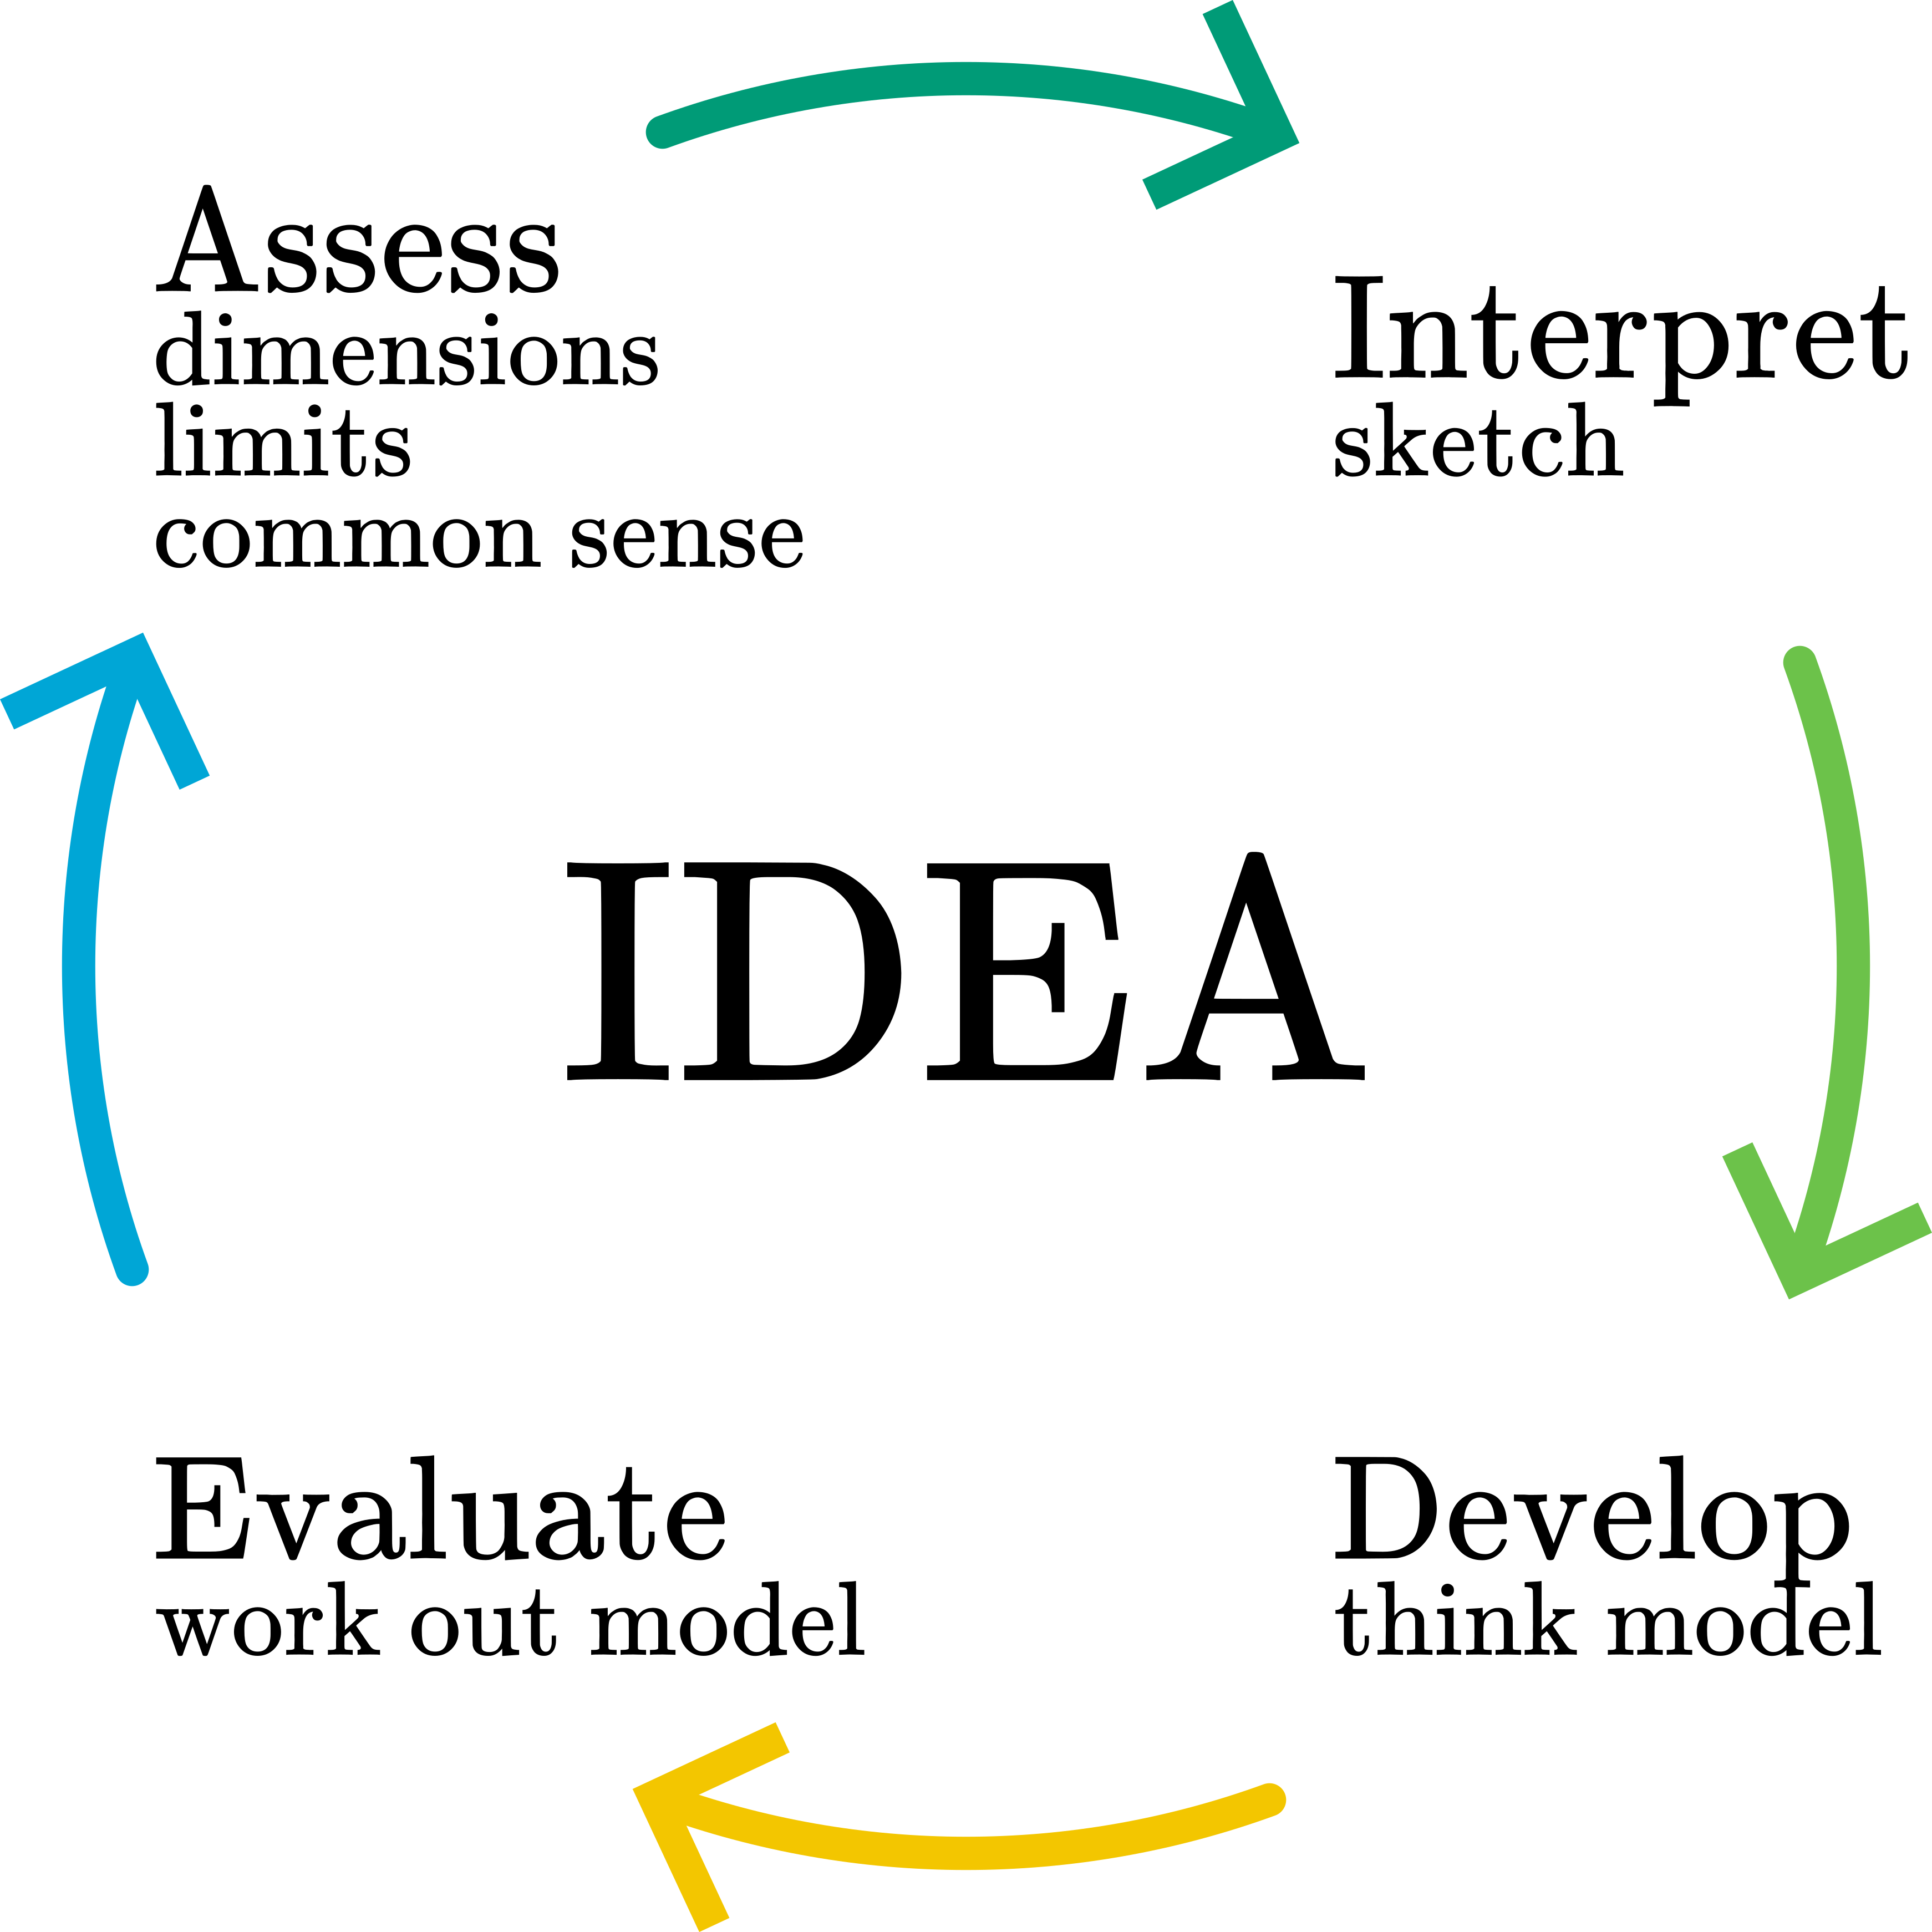 Assess
dimensions
limits
common sense
Interpret
sketch
IDEA
Evaluate
work out model
Develop
think model